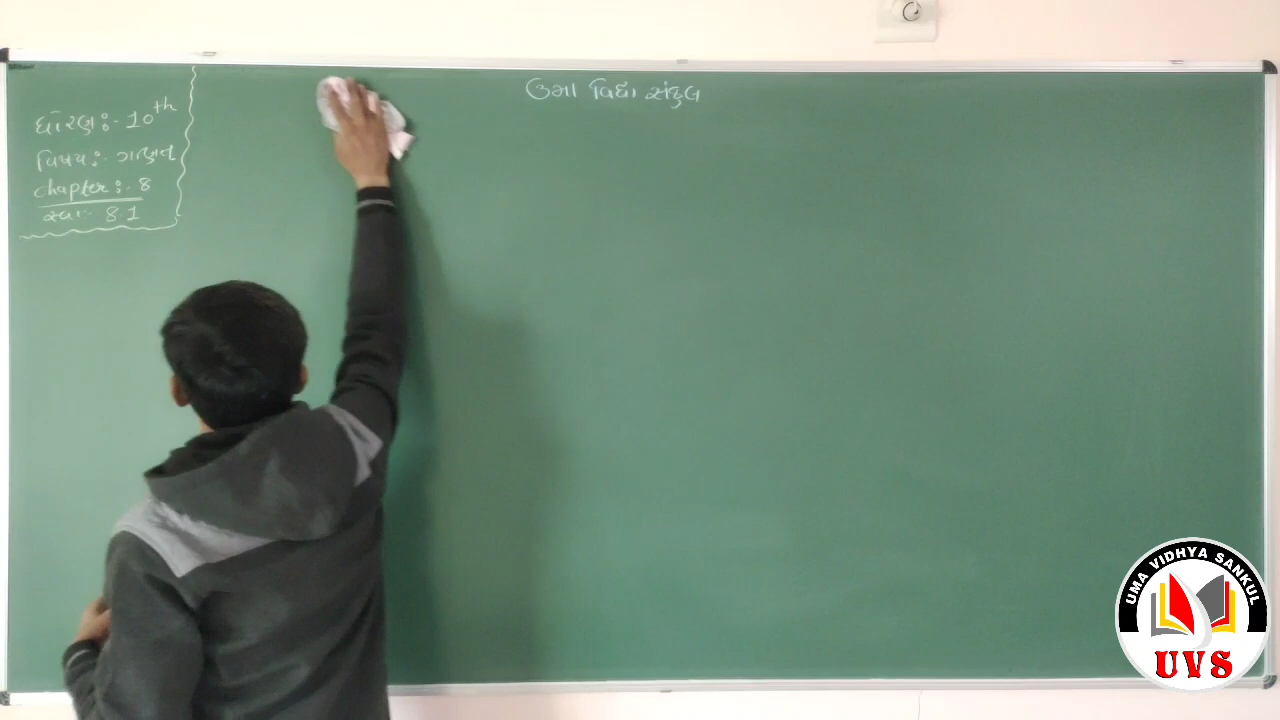 ઉમા વિદ્યા સંકુલ
ધોરણ :- 10th
વિષય :- ગણિત
chapter :- 8
સ્વા :- 8.1
UMA VIDHYA SANKUL
UVS